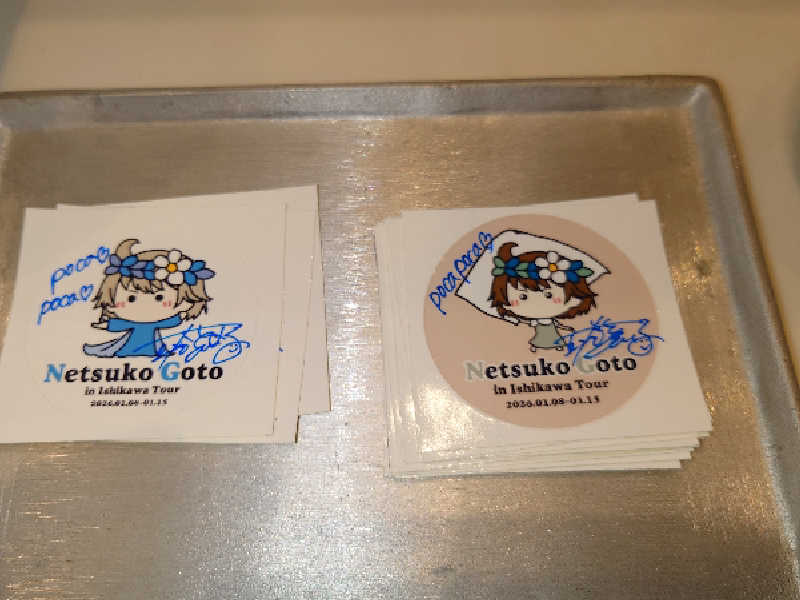 poca♡
poca♡
Netsuko Goto
in Ishikawa Tour
poca poca♡
Netsuko Goto
in Ishikawa Tour